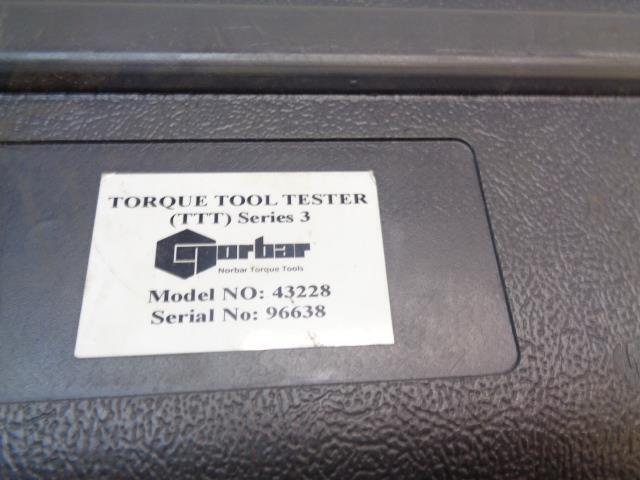 TORQUE TOOL TESTER
(TTT) Series 3
Norbar
Norbar Torque Tools
Model NO: 43228
Serial No: 96638